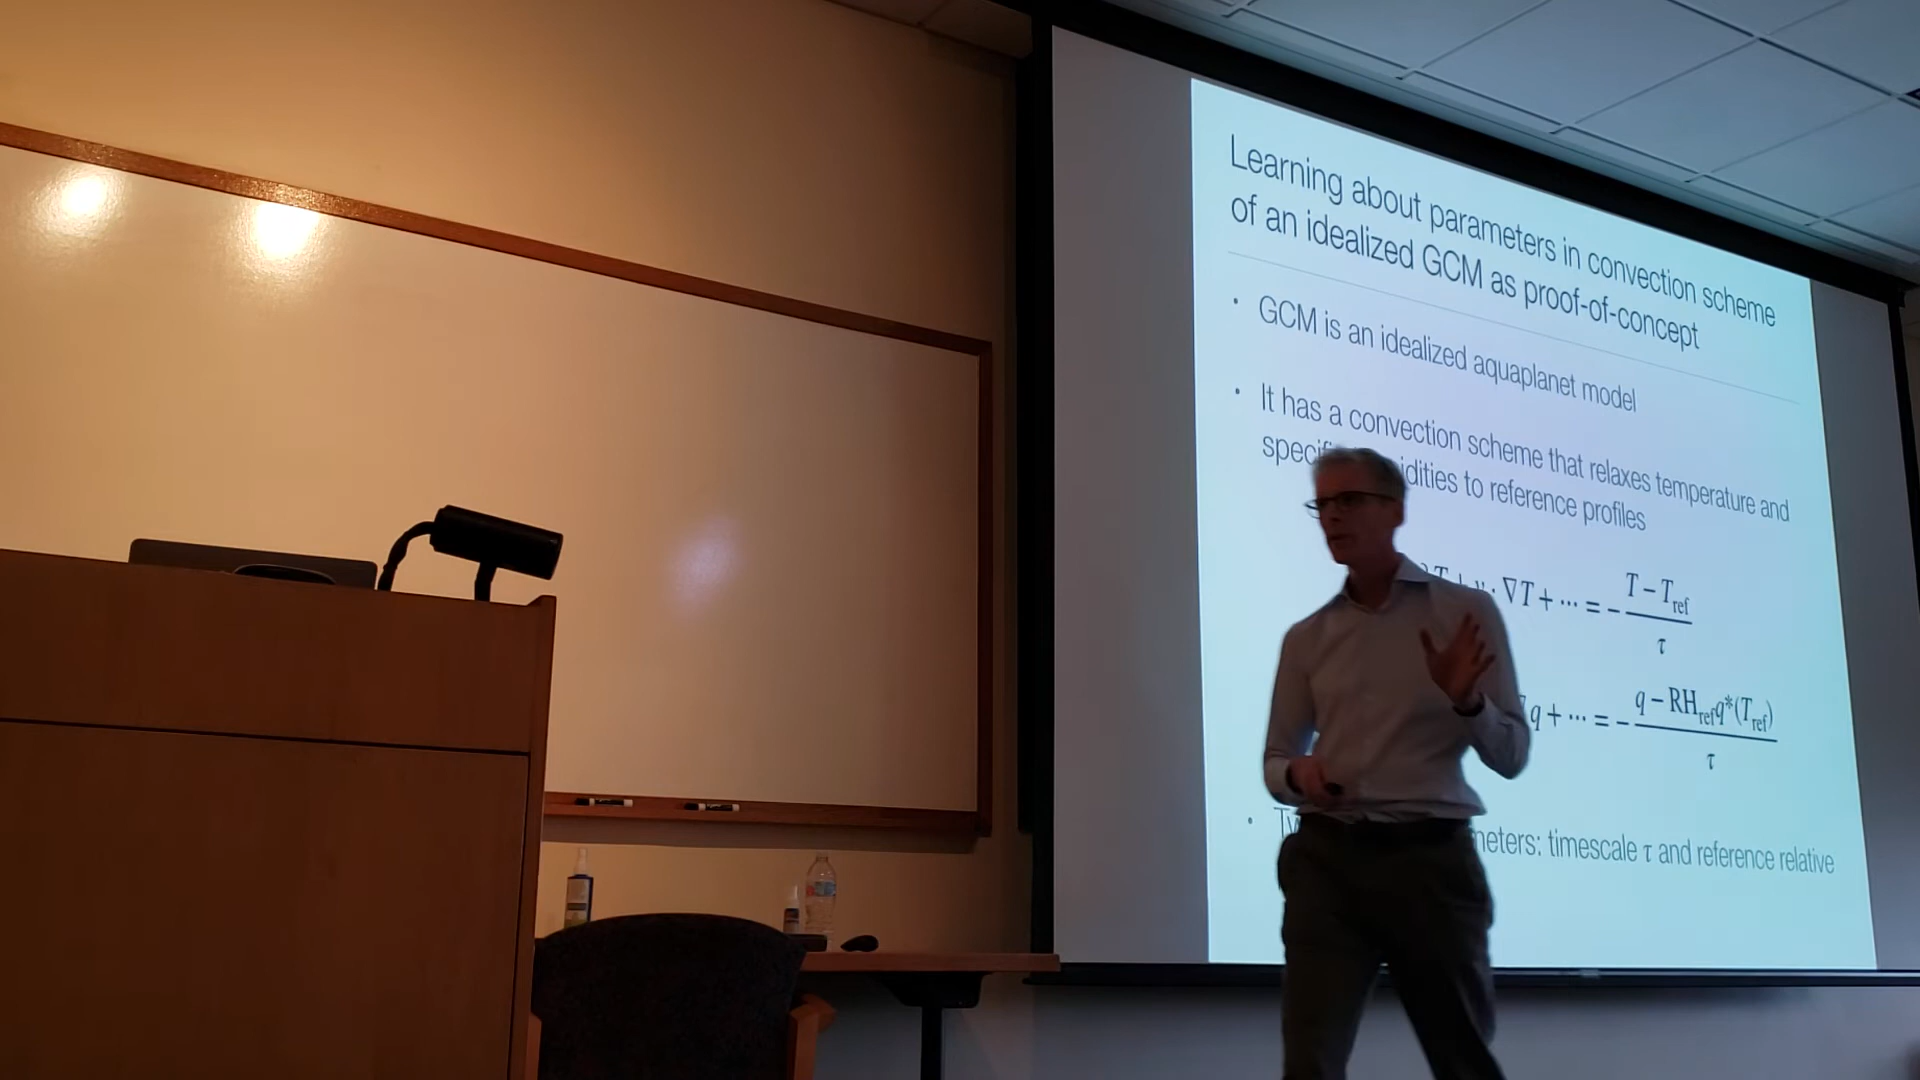 Learning about parameters in convection scheme
of an idealized GCM as proof-of-concept
• GCM is an idealized aquaplanet model
• It has a convection scheme that relaxes temperature and
to reference profiles
⋅ ∇T + ⋯ = − (T − T_ref) / τ
q + ⋯ = − (q − RH_ref q*(T_ref)) / τ
• timescale τ and reference relative